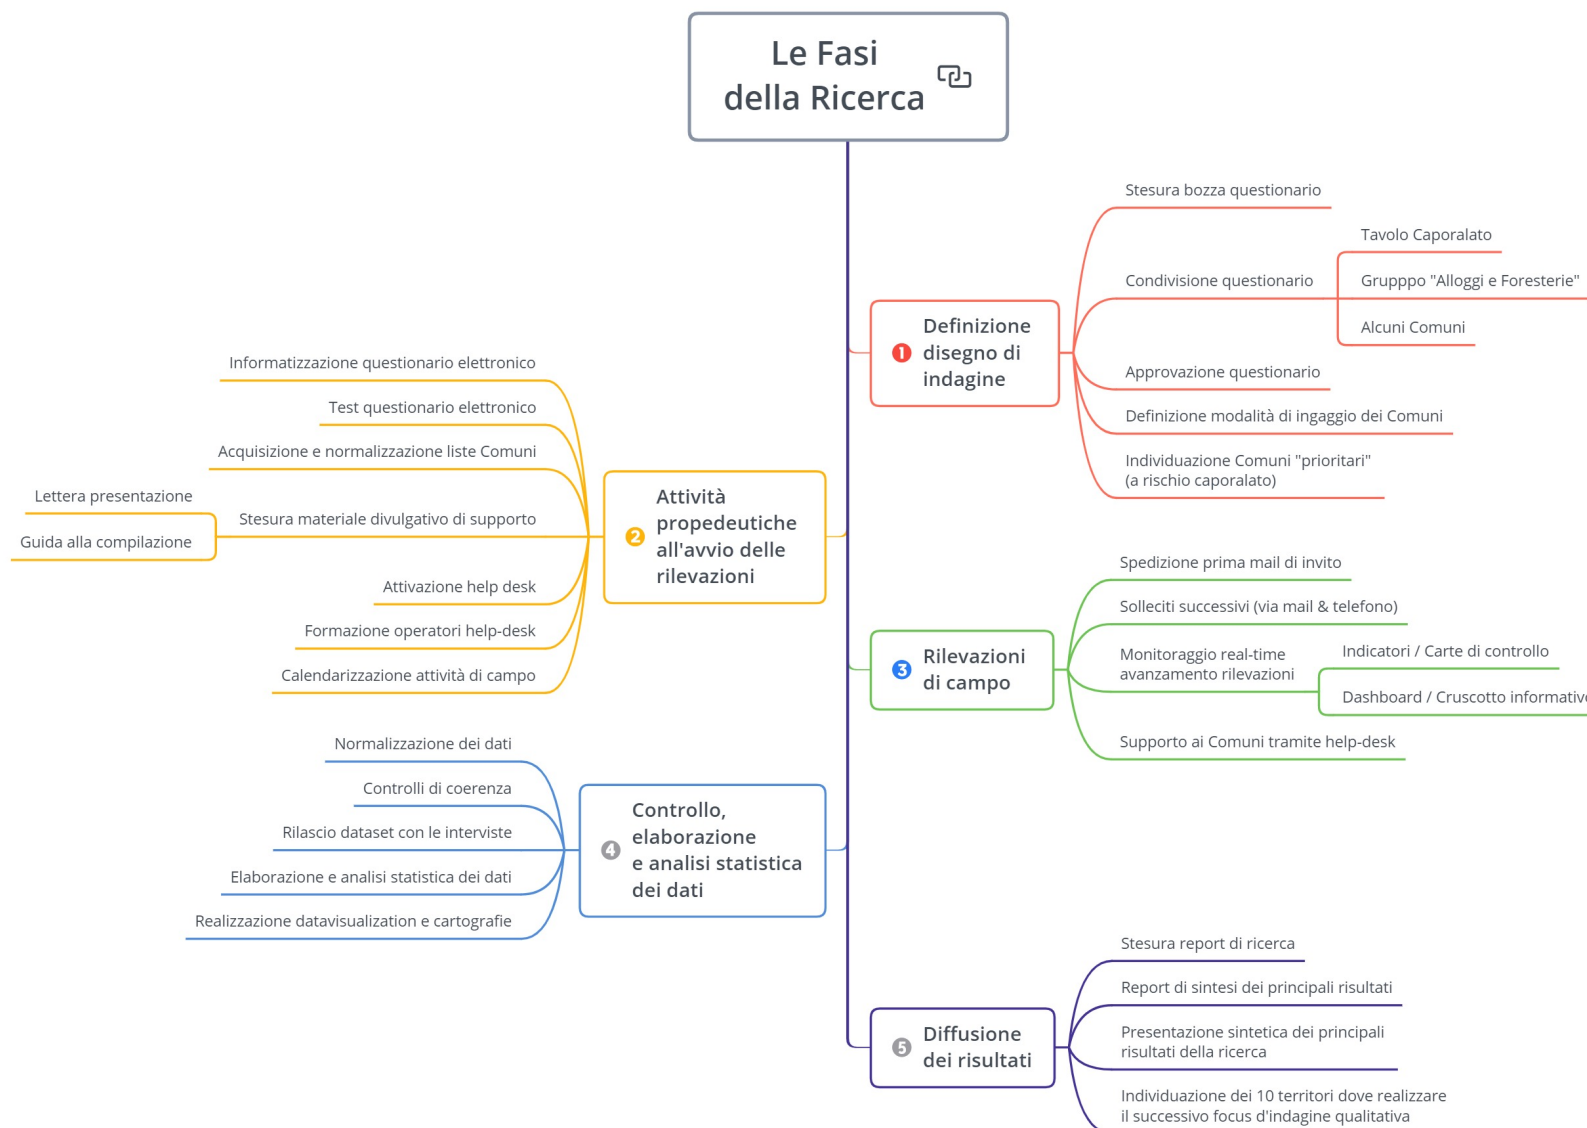 Le Fasi
della Ricerca
1
Definizione
disegno di
indagine
Stesura bozza questionario
Condivisione questionario
Tavolo Caporalato
Grupppo "Alloggi e Foresterie"
Alcuni Comuni
Approvazione questionario
Definizione modalità di ingaggio dei Comuni
Individuazione Comuni "prioritari"
(a rischio caporalato)
2
Attività
propedeutiche
all'avvio delle
rilevazioni
Informatizzazione questionario elettronico
Test questionario elettronico
Acquisizione e normalizzazione liste Comuni
Stesura materiale divulgativo di supporto
Lettera presentazione
Guida alla compilazione
Attivazione help desk
Formazione operatori help-desk
Calendarizzazione attività di campo
3
Rilevazioni
di campo
Spedizione prima mail di invito
Solleciti successivi (via mail & telefono)
Monitoraggio real-time
avanzamento rilevazioni
Indicatori / Carte di controllo
Dashboard / Cruscotto informativo
Supporto ai Comuni tramite help-desk
4
Controllo,
elaborazione
e analisi statistica
dei dati
Normalizzazione dei dati
Controlli di coerenza
Rilascio dataset con le interviste
Elaborazione e analisi statistica dei dati
Realizzazione datavisualization e cartografie
5
Diffusione
dei risultati
Stesura report di ricerca
Report di sintesi dei principali risultati
Presentazione sintetica dei principali
risultati della ricerca
Individuazione dei 10 territori dove realizzare
il successivo focus d'indagine qualitativa